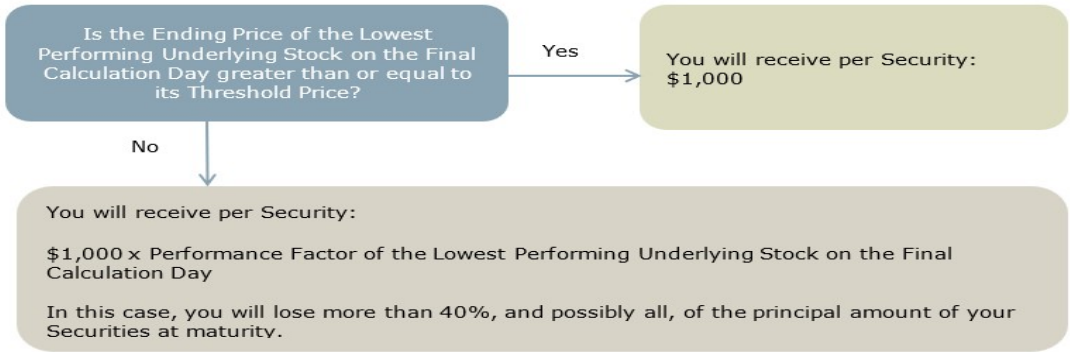 Is the Ending Price of the Lowest
Performing Underlying Stock on the Final
Calculation Day greater than or equal to
its Threshold Price?
Yes
You will receive per Security:
$1,000
No
You will receive per Security:
$1,000 x Performance Factor of the Lowest Performing Underlying Stock on the Final
Calculation Day
In this case, you will lose more than 40%, and possibly all, of the principal amount of your
Securities at maturity.